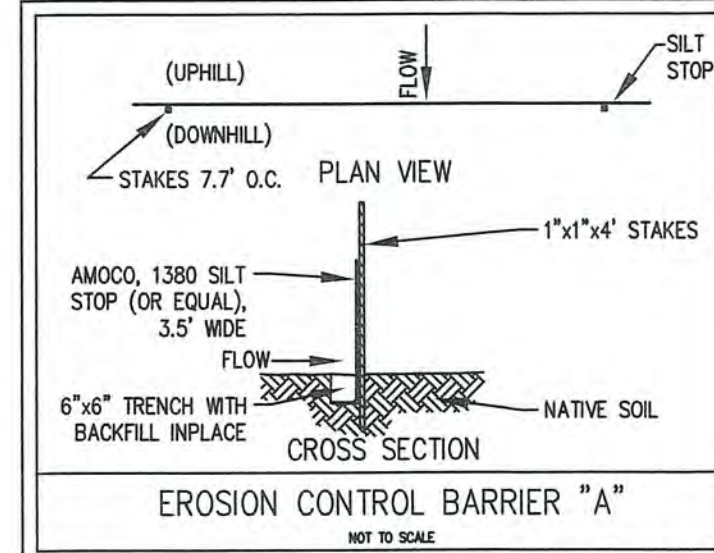 (UPHILL)
FLOW
SILT
STOP
(DOWNHILL)
STAKES 7.7' O.C.
PLAN VIEW
1"x1"x4' STAKES
AMOCO, 1380 SILT
STOP (OR EQUAL),
3.5' WIDE
FLOW
6"x6" TRENCH WITH
BACKFILL INPLACE
NATIVE SOIL
CROSS SECTION
EROSION CONTROL BARRIER "A"
NOT TO SCALE